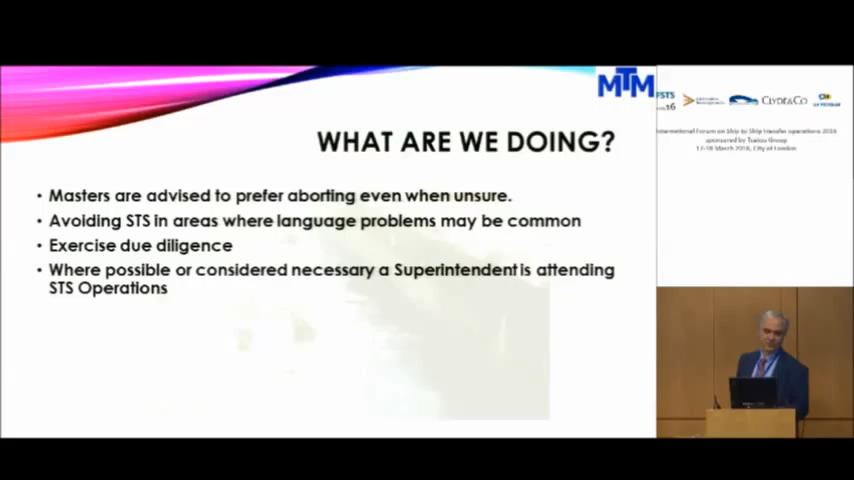 MTM
WHAT ARE WE DOING?
• Masters are advised to prefer aborting even when unsure.
• Avoiding STS in areas where language problems may be common
• Exercise due diligence
• Where possible or considered necessary a Superintendent is attending
STS Operations
FSTS
16
CLYDE&CO
International Forum on Ship to Ship transfer operations 2016
sponsored by
Group
17-18 March 2016, City of London